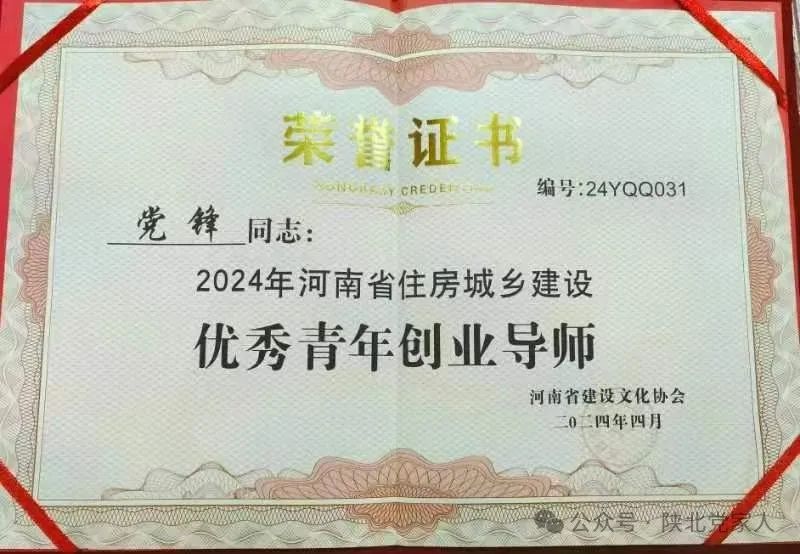 荣誉证书
HONORARY CREDENTIAL
编号:24YQQ031
党锋同志:
2024年河南省住房城乡建设
优秀青年创业导师
河南省建设文化协会
二〇二四年四月
公众号·陕北党家人